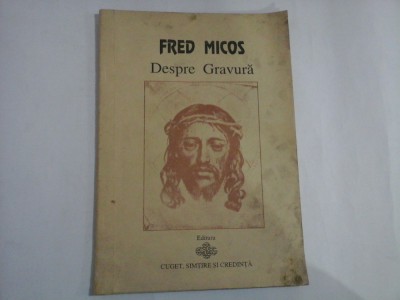 FRED MICOS
Despre Gravură
Editura
CUGET, SIMŢIRE ŞI CREDINŢĂ